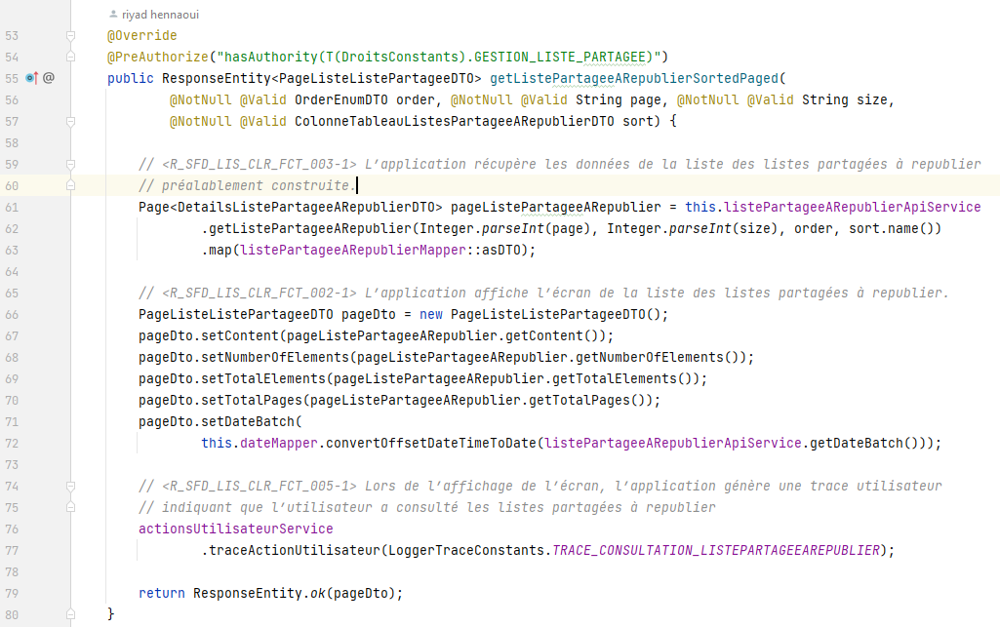 riyad hennaoui
53 @Override
54 @PreAuthorize("hasAuthority(T(DroitsConstants).GESTION_LISTE_PARTAGEE)")
55 @ public ResponseEntity<PageListeListePartageeDTO> getListePartageeARepublierSortedPaged(
56 @NotNull @Valid OrderEnumDTO order, @NotNull @Valid String page, @NotNull @Valid String size,
57 @NotNull @Valid ColonneTableauListesPartageeARepublierDTO sort) {
58
59 // <R_SFD_LIS_CLR_FCT_003-1> L’application récupère les données de la liste des listes partagées à republier
60 // préalablement construite.
61 Page<DetailsListePartageeARepublierDTO> pageListePartageeARepublier = this.listePartageeARepublierApiService
62 .getListePartageeARepublier(Integer.parseInt(page), Integer.parseInt(size), order, sort.name())
63 .map(listePartageeARepublierMapper::asDTO);
64
65 // <R_SFD_LIS_CLR_FCT_002-1> L’application affiche l’écran de la liste des listes partagées à republier.
66 PageListeListePartageeDTO pageDto = new PageListeListePartageeDTO();
67 pageDto.setContent(pageListePartageeARepublier.getContent());
68 pageDto.setNumberOfElements(pageListePartageeARepublier.getNumberOfElements());
69 pageDto.setTotalElements(pageListePartageeARepublier.getTotalElements());
70 pageDto.setTotalPages(pageListePartageeARepublier.getTotalPages());
71 pageDto.setDateBatch(
72 this.dateMapper.convertOffsetDateTimeToDate(listePartageeARepublierApiService.getDateBatch()));
73
74 // <R_SFD_LIS_CLR_FCT_005-1> Lors de l’affichage de l’écran, l’application génère une trace utilisateur
75 // indiquant que l’utilisateur a consulté les listes partagées à republier
76 actionsUtilisateurService
77 .traceActionUtilisateur(LoggerTraceConstants.TRACE_CONSULTATION_LISTEPARTAGEEAREPUBLIER);
78
79 return ResponseEntity.ok(pageDto);
80 }